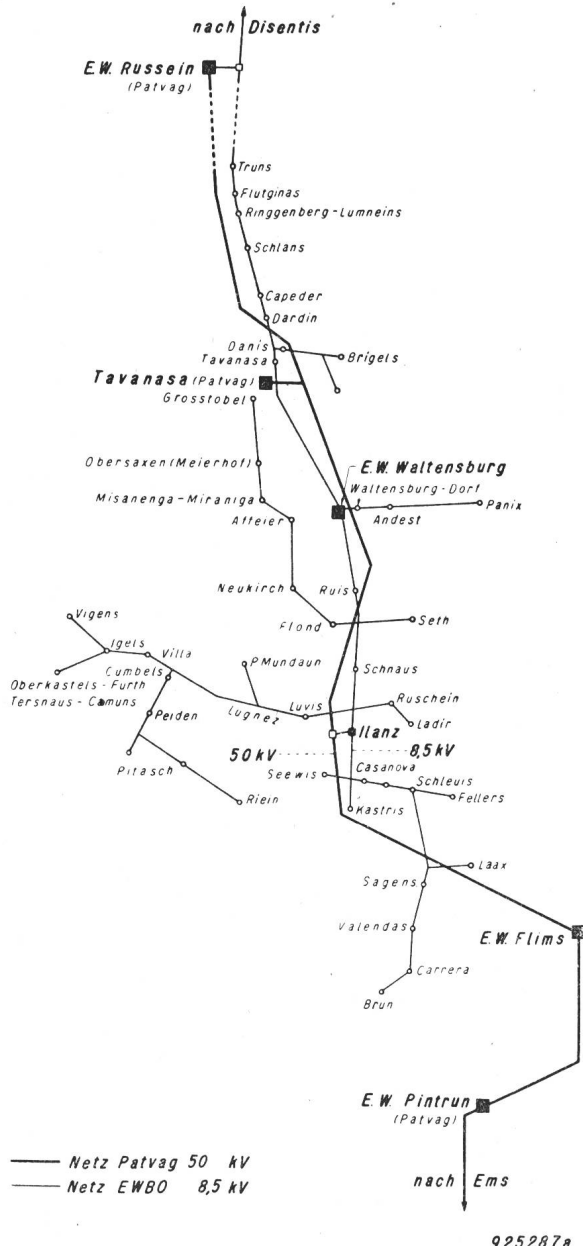 nach Disentis
E.W. Russein
(Patvag)
Truns
Flutginas
Ringgenberg-Lumneins
Schlans
Capeder
Dardin
Danis
Brigels
Tavanasa
Tavanasa (Patvag)
Grosstobel
Obersaxen (Meierhof)
E.W. Waltensburg
Waltensburg-Dorf
Panix
Misanenga-Miraniga
Andest
Affeier
Neukirch
Ruis
Flond
Seth
Vigens
Igels
Villa
P. Mundaun
Schnaus
Cumbels
Oberkastels-Furth
Tersnaus-Camuns
Ruschein
Luvis
Lugnez
Peiden
Ladir
Ilanz
50 kV
8,5 kV
Pitasch
Seewis
Casanova
Schleuis
Fellers
Riein
Kastris
Laax
Sagens
Valendas
E.W. Flims
Carrera
Brun
E.W. Pintrun
(Patvag)
Netz Patvag 50 kV
Netz EWBO 8,5 kV
nach Ems
925287a